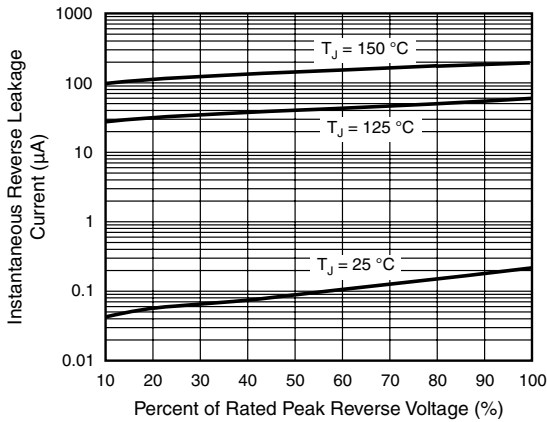 1000
100
10
1
0.1
0.01
T_J = 150 °C
T_J = 125 °C
T_J = 25 °C
10 20 30 40 50 60 70 80 90 100
Percent of Rated Peak Reverse Voltage (%)
Instantaneous Reverse Leakage
Current (µA)